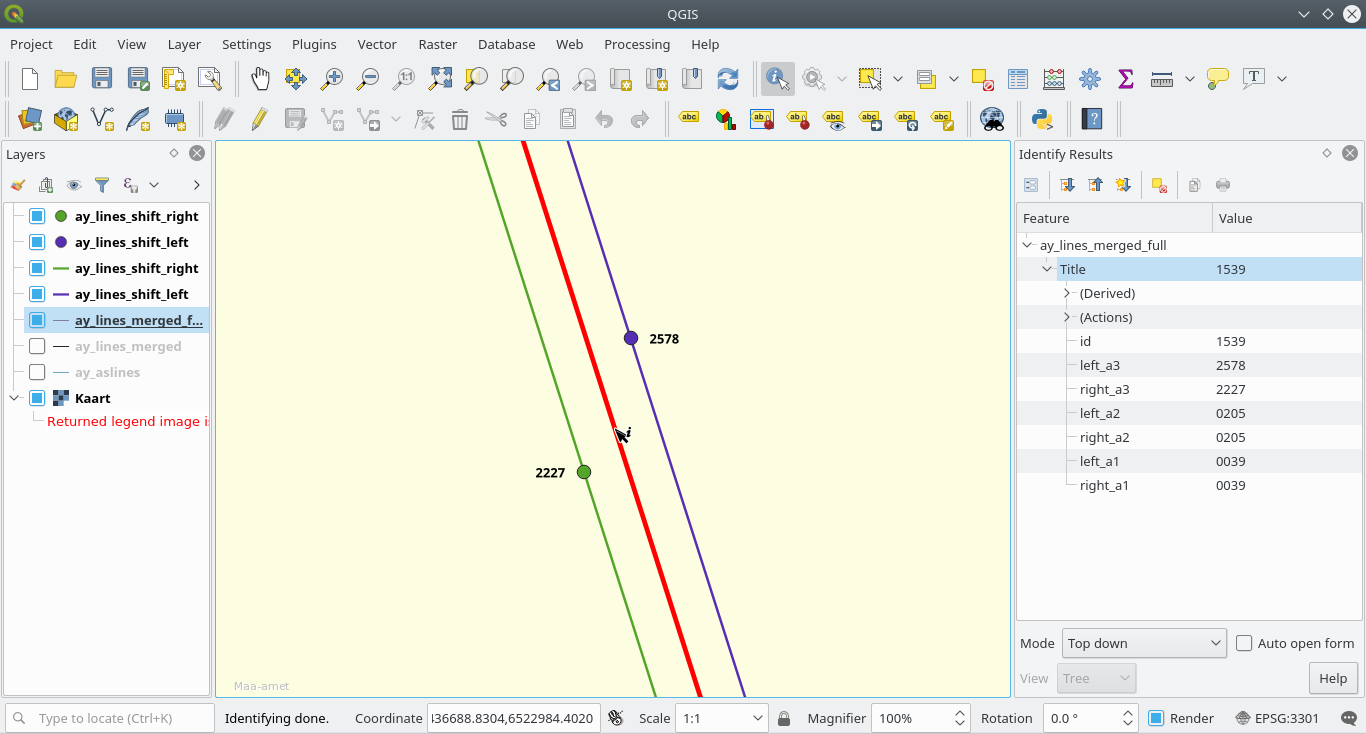 QGIS
Project Edit View Layer Settings Plugins Vector Raster Database Web Processing Help
Layers
ay_lines_shift_right
ay_lines_shift_left
ay_lines_shift_right
ay_lines_shift_left
ay_lines_merged_f...
ay_lines_merged
ay_aslines
Kaart
Returned legend image i
2578
2227
Maa-amet
Identify Results
Feature Value
ay_lines_merged_full
Title 1539
(Derived)
(Actions)
id 1539
left_a3 2578
right_a3 2227
left_a2 0205
right_a2 0205
left_a1 0039
right_a1 0039
Mode Top down Auto open form
View Tree Help
Type to locate (Ctrl+K) Identifying done. Coordinate 36688.8304,6522984.4020 Scale 1:1 Magnifier 100% Rotation 0.0 ° Render EPSG:3301